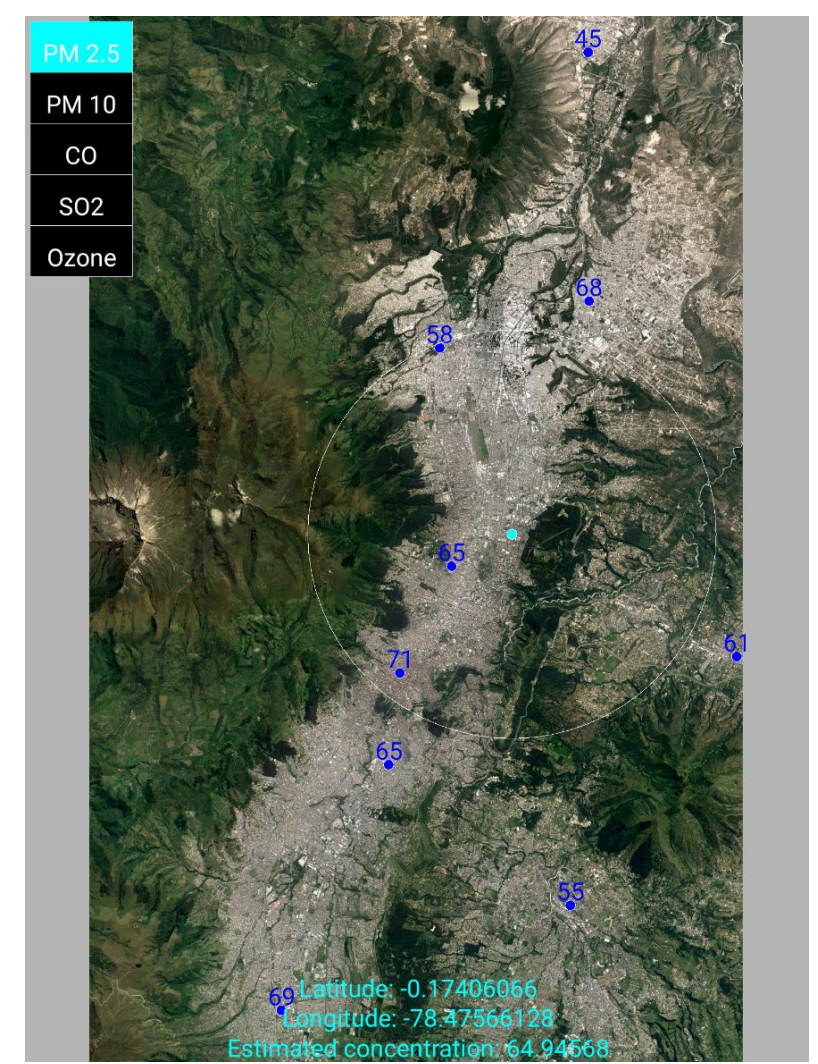 PM 2.5
PM 10
CO
SO2
Ozone
45
68
58
65
61
71
65
55
69
Latitude: -0.17406066
Longitude: -78.47566128
Estimated concentration: 64.94568